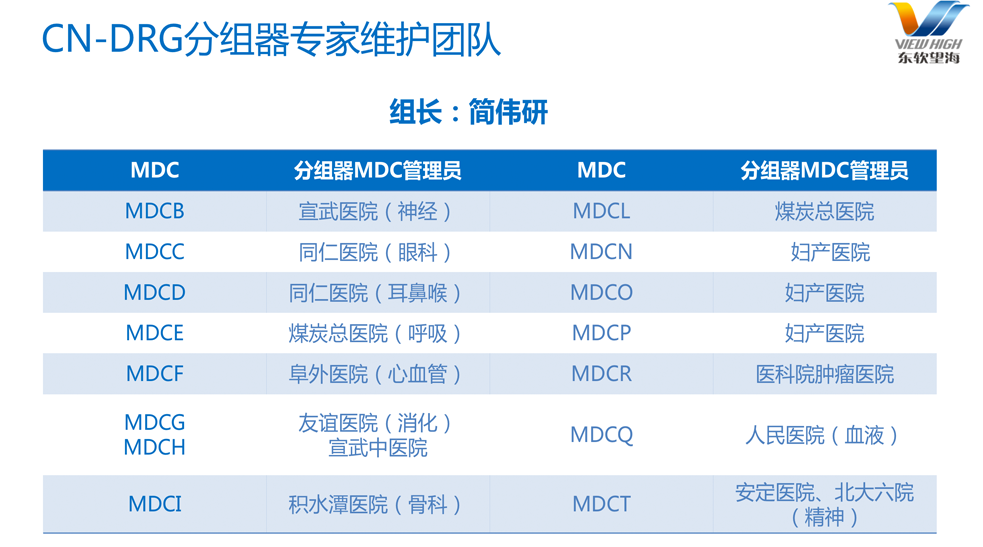 CN-DRG分组器专家维护团队
VIEW HIGH
东软望海
组长：简伟研
MDC 分组器MDC管理员 MDC 分组器MDC管理员
MDCB 宣武医院（神经） MDCL 煤炭总医院
MDCC 同仁医院（眼科） MDCN 妇产医院
MDCD 同仁医院（耳鼻喉） MDCO 妇产医院
MDCE 煤炭总医院（呼吸） MDCP 妇产医院
MDCF 阜外医院（心血管） MDCR 医科院肿瘤医院
MDCG 友谊医院（消化）
MDCH 宣武中医院 MDCQ 人民医院（血液）
MDCI 积水潭医院（骨科） MDCT 安定医院、北大六院
（精神）